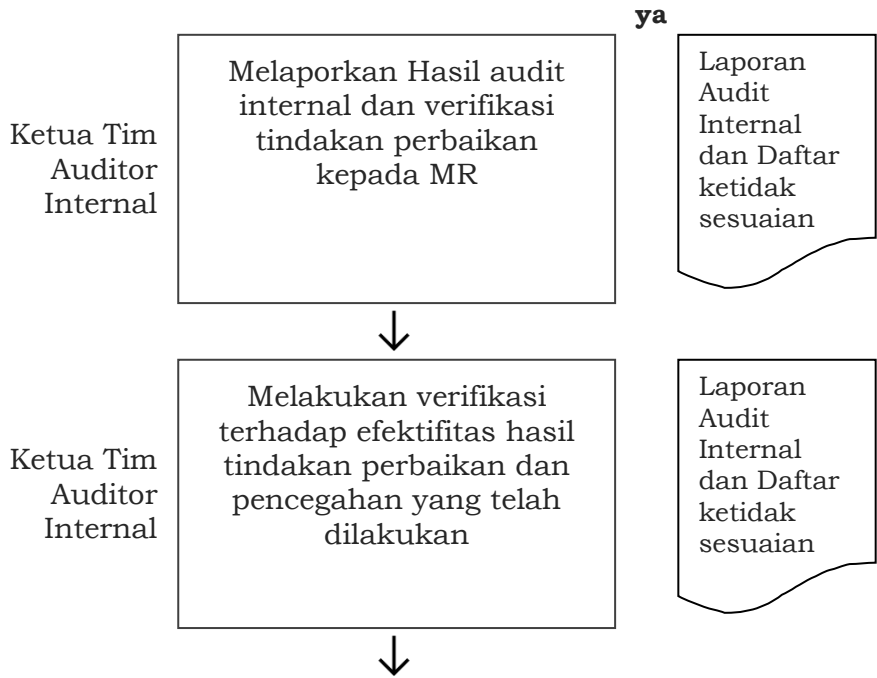 ya
Ketua Tim
Auditor
Internal
Melaporkan Hasil audit
internal dan verifikasi
tindakan perbaikan
kepada MR
Laporan
Audit
Internal
dan Daftar
ketidak
sesuaian
Ketua Tim
Auditor
Internal
Melakukan verifikasi
terhadap efektifitas hasil
tindakan perbaikan dan
pencegahan yang telah
dilakukan
Laporan
Audit
Internal
dan Daftar
ketidak
sesuaian